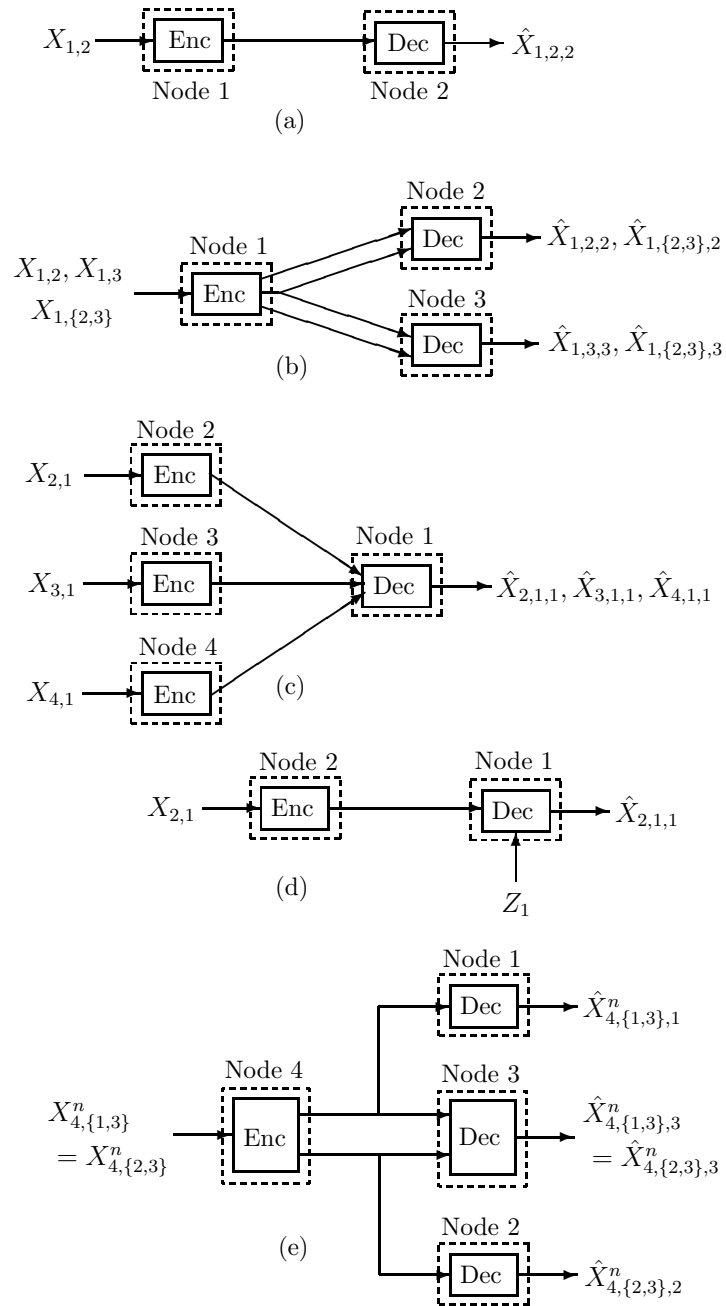 X_{1,2} Enc Dec \hat{X}_{1,2,2}
Node 1 Node 2
(a)
Node 2
Dec \hat{X}_{1,2,2}, \hat{X}_{1,\{2,3\},2}
Node 1
X_{1,2}, X_{1,3}
X_{1,\{2,3\}}
Enc
Node 3
Dec \hat{X}_{1,3,3}, \hat{X}_{1,\{2,3\},3}
(b)
Node 2
X_{2,1} Enc
Node 3
X_{3,1} Enc
Node 1
Dec \hat{X}_{2,1,1}, \hat{X}_{3,1,1}, \hat{X}_{4,1,1}
Node 4
X_{4,1} Enc
(c)
Node 2 Node 1
X_{2,1} Enc Dec \hat{X}_{2,1,1}
Z_1
(d)
Node 1
Dec \hat{X}^n_{4,\{1,3\},1}
Node 4
X^n_{4,\{1,3\}}
= X^n_{4,\{2,3\}}
Enc
Node 3
Dec
\hat{X}^n_{4,\{1,3\},3}
= \hat{X}^n_{4,\{2,3\},3}
Node 2
Dec \hat{X}^n_{4,\{2,3\},2}
(e)